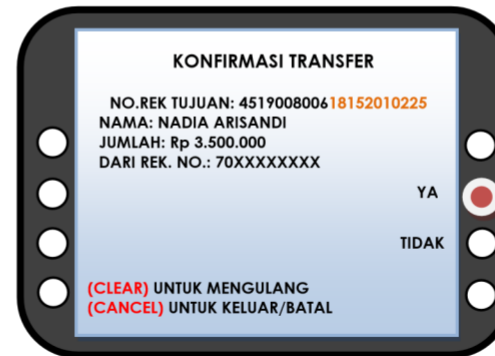 KONFIRMASI TRANSFER
NO.REK TUJUAN: 451900800618152010225
NAMA: NADIA ARISANDI
JUMLAH: Rp 3.500.000
DARI REK. NO.: 70XXXXXXXX
YA
TIDAK
(CLEAR) UNTUK MENGULANG
(CANCEL) UNTUK KELUAR/BATAL